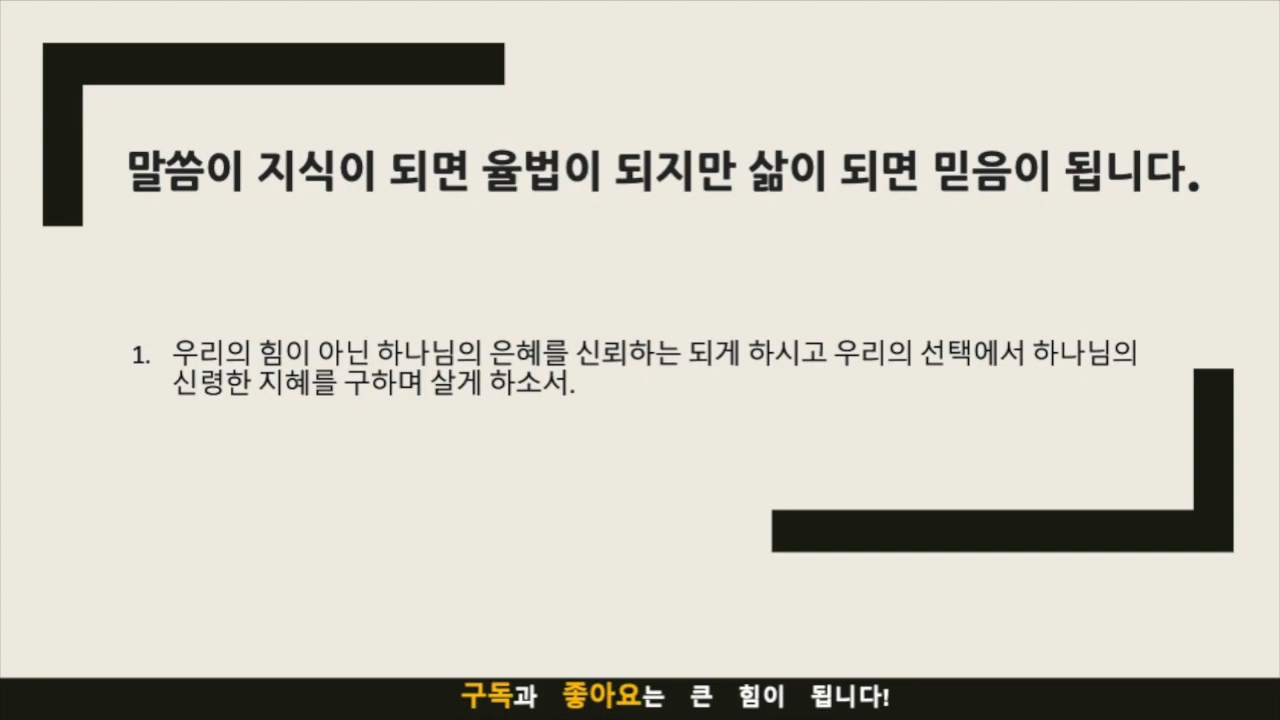 말씀이 지식이 되면 율법이 되지만 삶이 되면 믿음이 됩니다.
1. 우리의 힘이 아닌 하나님의 은혜를 신뢰하는 되게 하시고 우리의 선택에서 하나님의
신령한 지혜를 구하며 살게 하소서.
구독과 좋아요는 큰 힘이 됩니다!